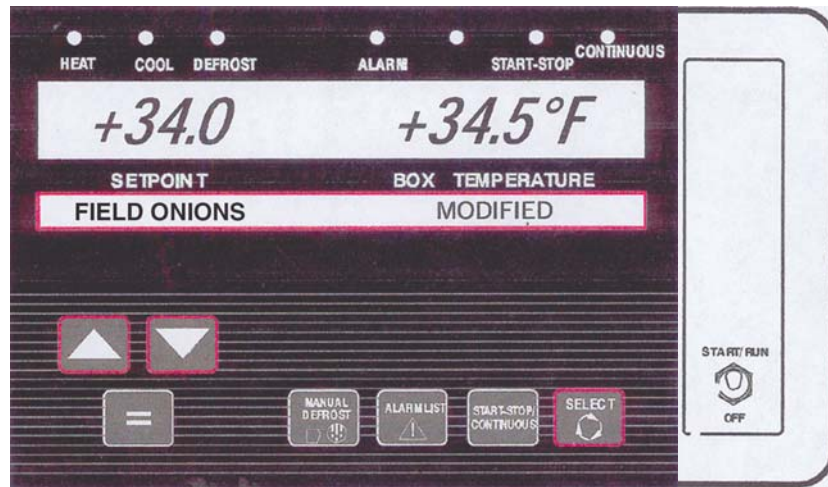 HEAT COOL DEFROST ALARM START-STOP CONTINUOUS
+34.0 +34.5°F
SETPOINT BOX TEMPERATURE
FIELD ONIONS MODIFIED
START/RUN
OFF
=
MANUAL DEFROST
ALARM LIST
START-STOP/
CONTINUOUS
SELECT